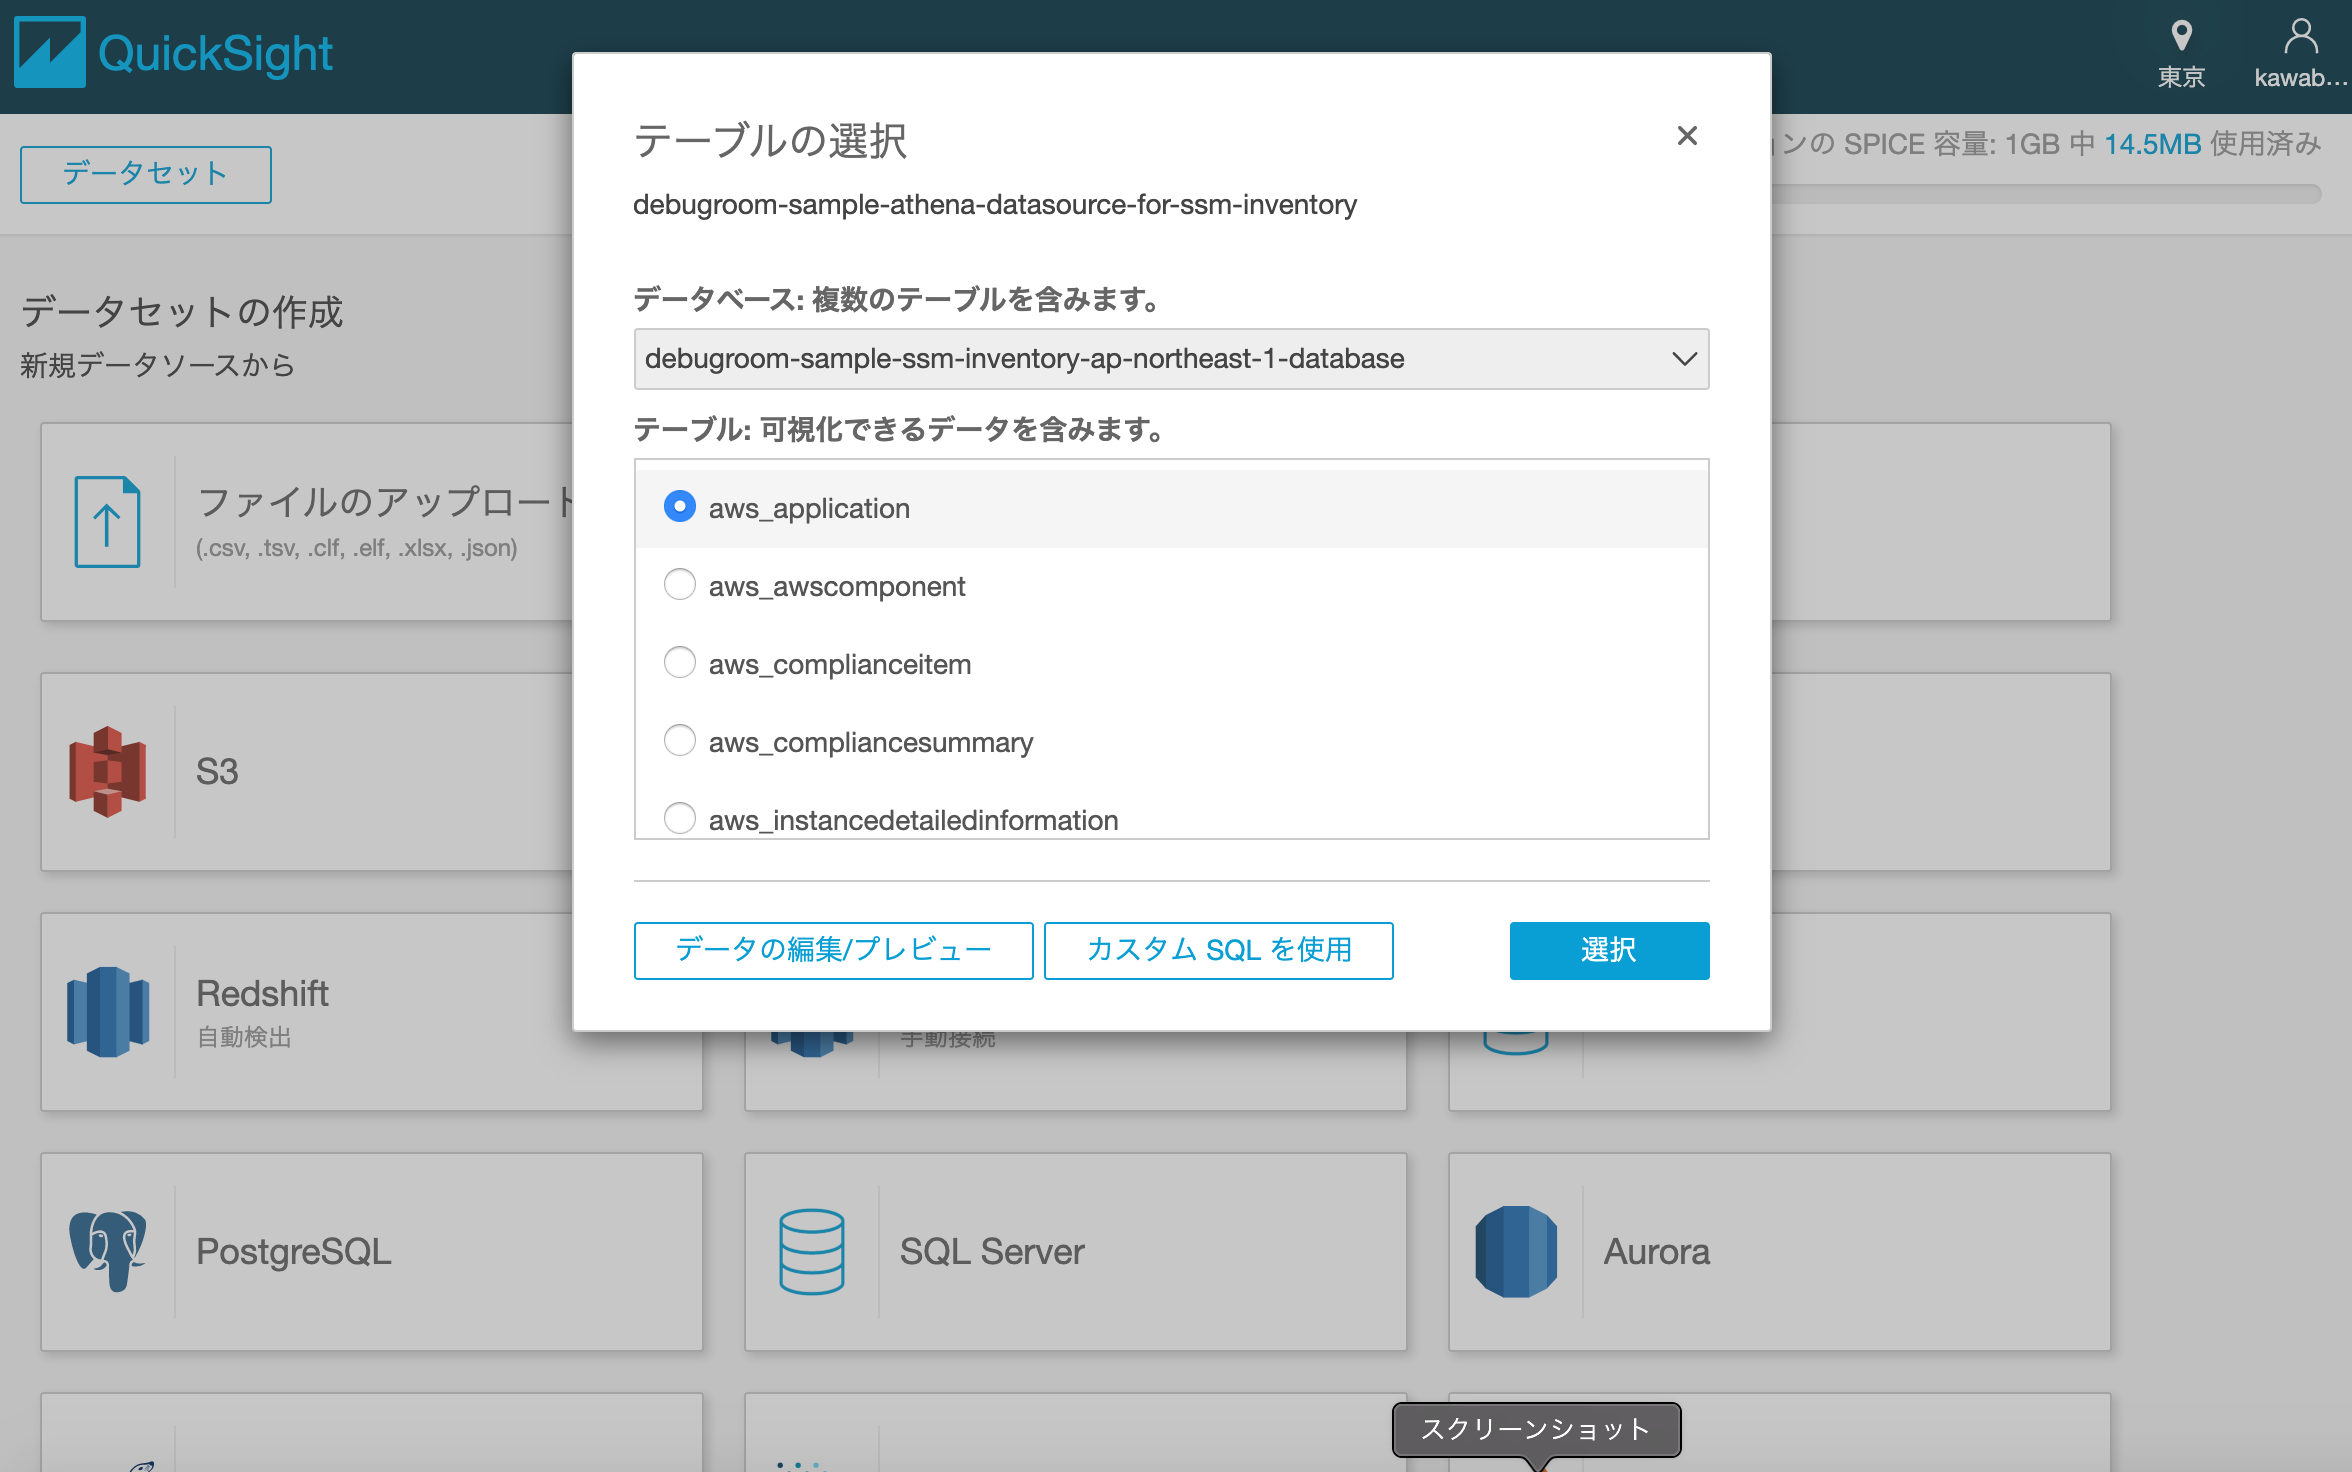 QuickSight
東京
kawab...
データセット
ンの SPICE 容量: 1GB 中 14.5MB 使用済み
データセットの作成
新規データソースから
ファイルのアップロード
(.csv, .tsv, .clf, .elf, .xlsx, .json)
S3
Redshift
自動検出
手動接続
PostgreSQL
SQL Server
Aurora
テーブルの選択
×
debugroom-sample-athena-datasource-for-ssm-inventory
データベース: 複数のテーブルを含みます。
debugroom-sample-ssm-inventory-ap-northeast-1-database
テーブル: 可視化できるデータを含みます。
aws_application
aws_awscomponent
aws_complianceitem
aws_compliancesummary
aws_instancedetailedinformation
データの編集/プレビュー
カスタム SQL を使用
選択
スクリーンショット